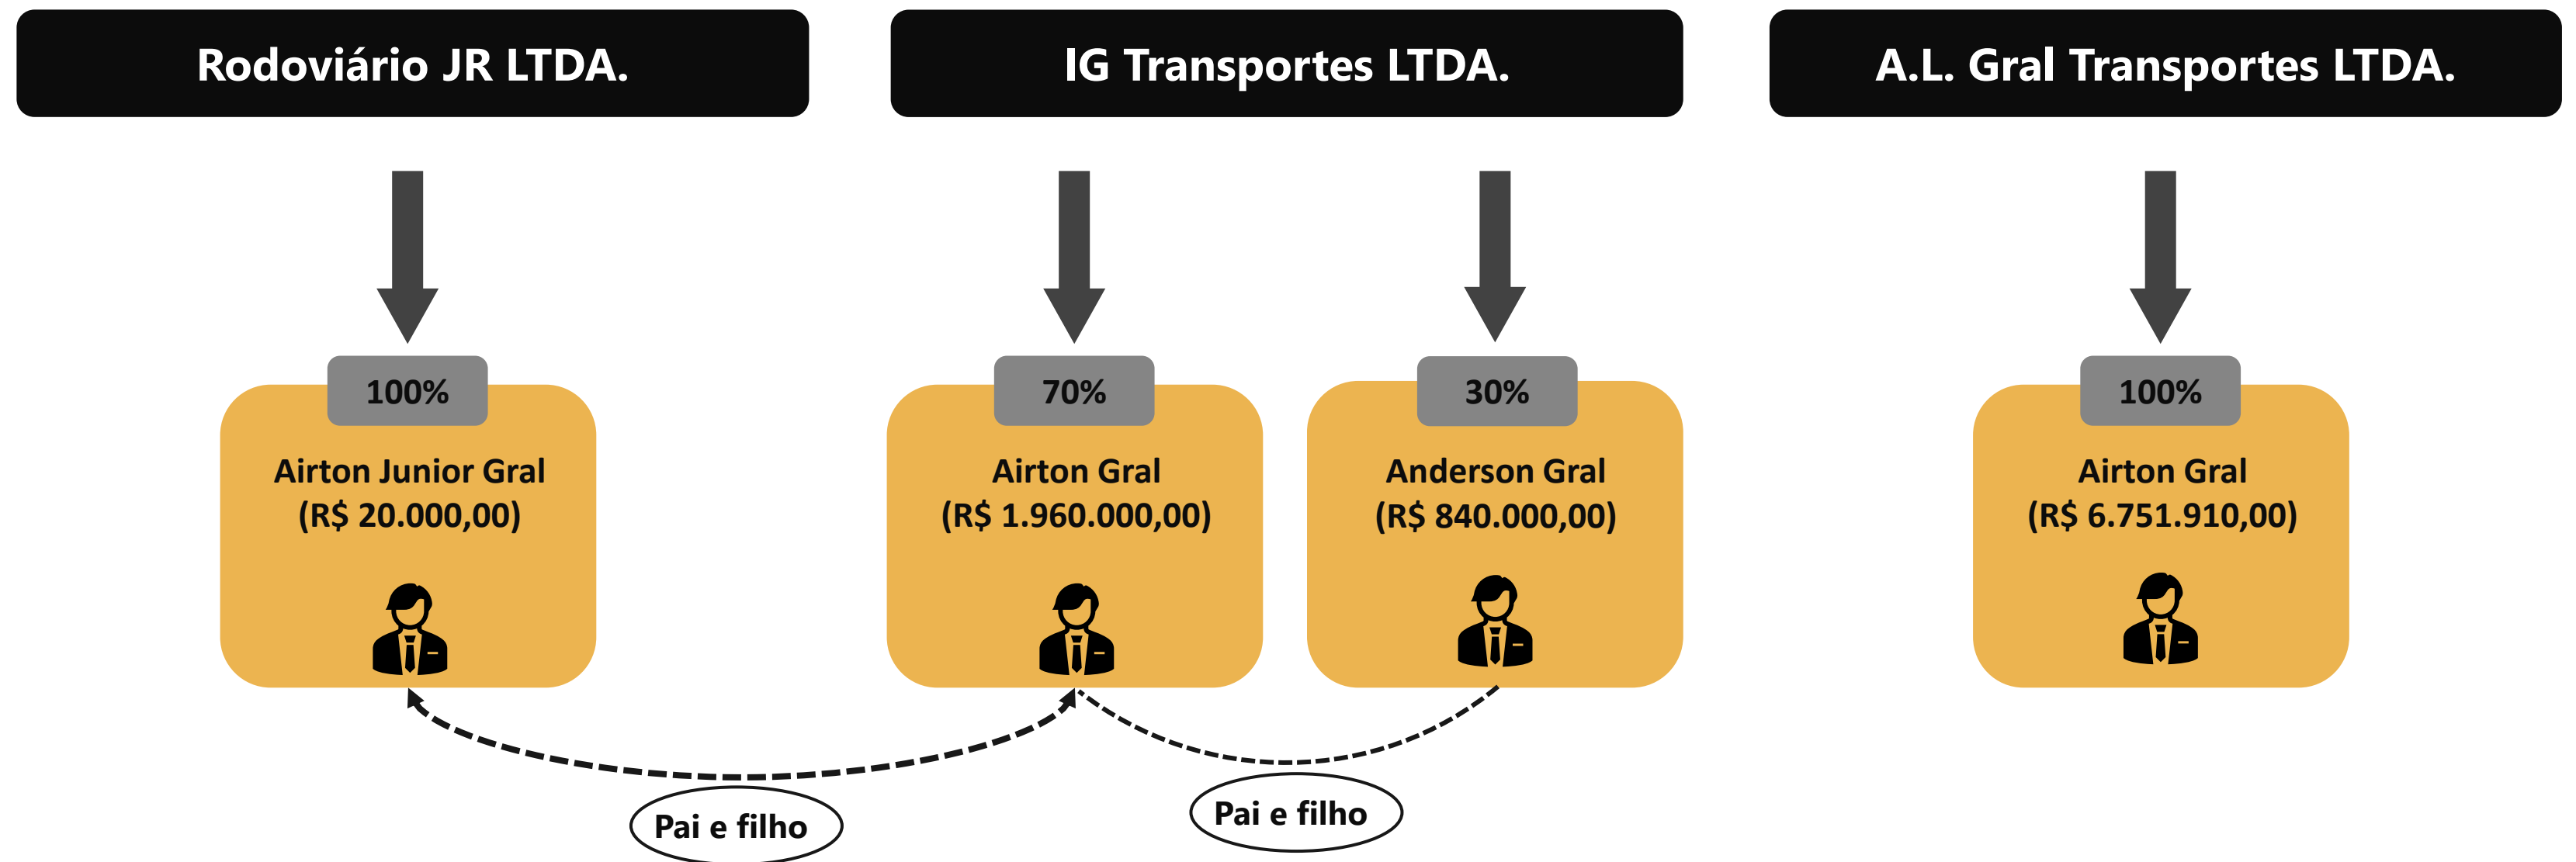 Rodoviário JR LTDA.
IG Transportes LTDA.
A.L. Gral Transportes LTDA.
100%
Airton Junior Gral
(R$ 20.000,00)
70%
Airton Gral
(R$ 1.960.000,00)
30%
Anderson Gral
(R$ 840.000,00)
100%
Airton Gral
(R$ 6.751.910,00)
Pai e filho
Pai e filho